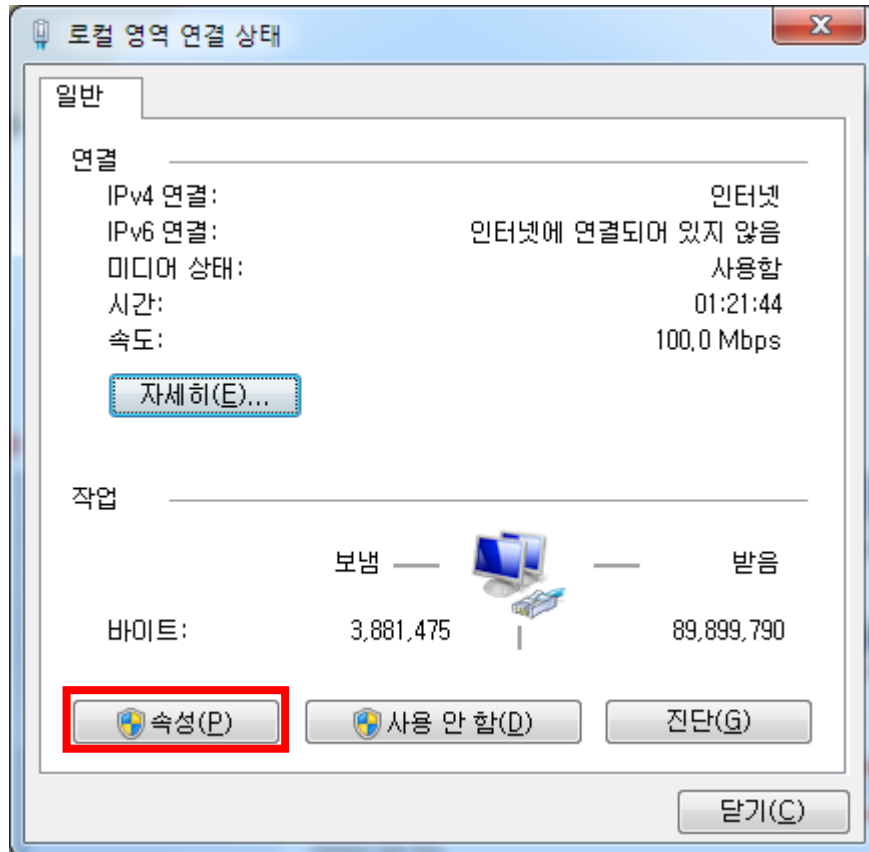 로컬 영역 연결 상태
일반
연결
IPv4 연결: 인터넷
IPv6 연결: 인터넷에 연결되어 있지 않음
미디어 상태: 사용함
시간: 01:21:44
속도: 100,0 Mbps
자세히(E)...
작업
보냄 받음
바이트: 3,881,475 89,899,790
속성(P) 사용 안 함(D) 진단(G)
닫기(C)